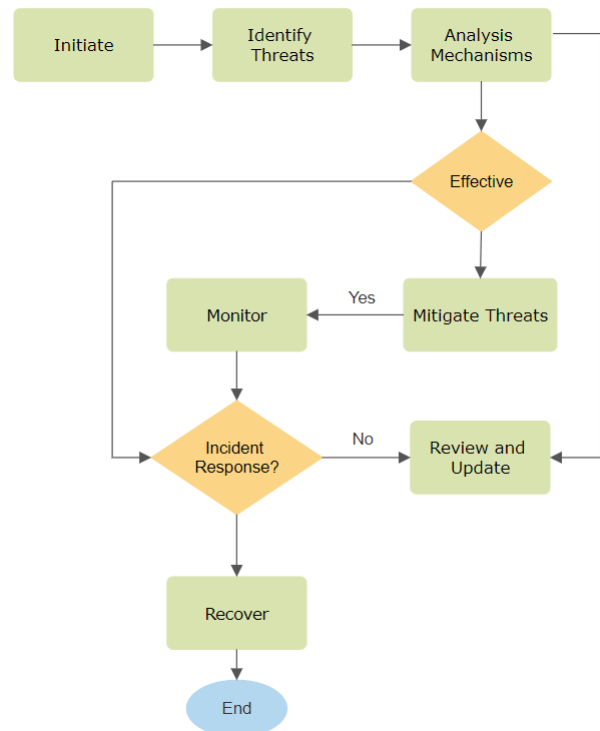 Initiate
Identify
Threats
Analysis
Mechanisms
Effective
Mitigate Threats
Yes
Monitor
Incident
Response?
No
Review and
Update
Recover
End